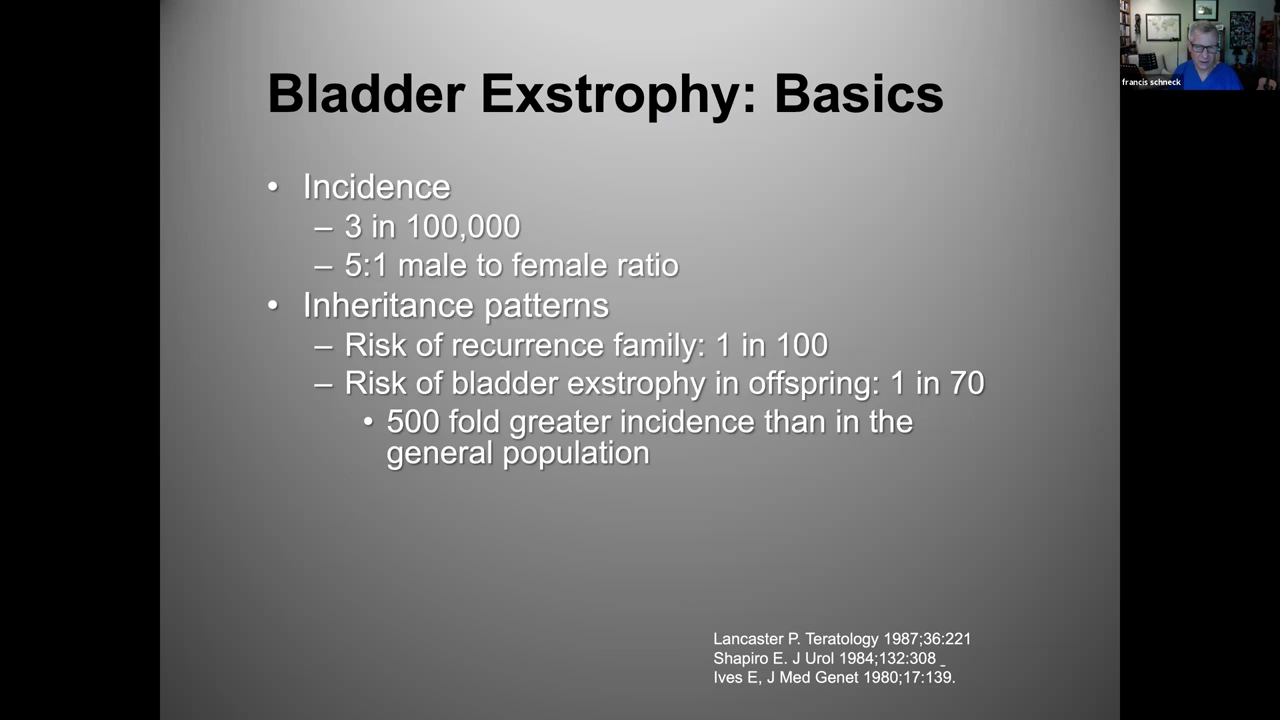 Bladder Exstrophy: Basics
francis schneck
• Incidence
– 3 in 100,000
– 5:1 male to female ratio
• Inheritance patterns
– Risk of recurrence family: 1 in 100
– Risk of bladder exstrophy in offspring: 1 in 70
• 500 fold greater incidence than in the
general population
Lancaster P. Teratology 1987;36:221
Shapiro E. J Urol 1984;132:308 _
Ives E, J Med Genet 1980;17:139.